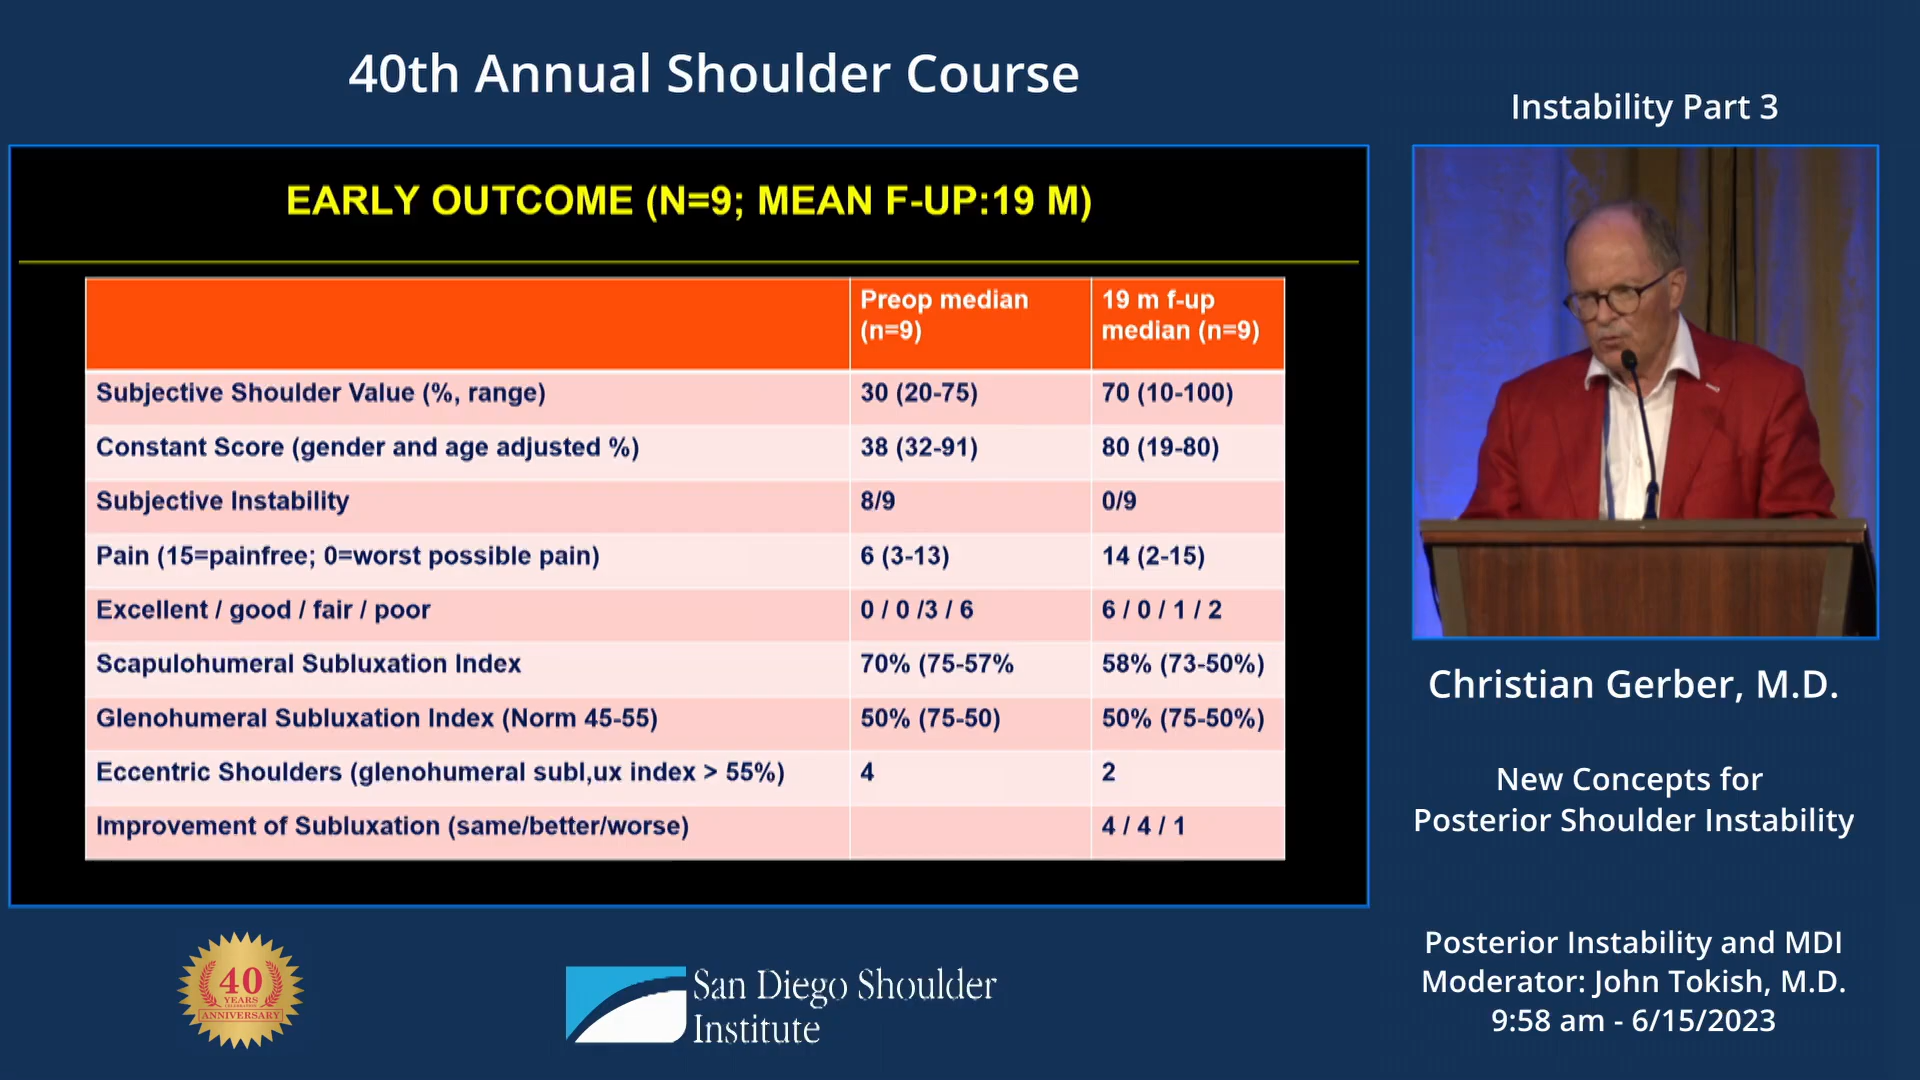 40th Annual Shoulder Course
Instability Part 3
EARLY OUTCOME (N=9; MEAN F-UP:19 M)
Preop median (n=9)
19 m f-up median (n=9)
Subjective Shoulder Value (%, range) 30 (20-75) 70 (10-100)
Constant Score (gender and age adjusted %) 38 (32-91) 80 (19-80)
Subjective Instability 8/9 0/9
Pain (15=painfree; 0=worst possible pain) 6 (3-13) 14 (2-15)
Excellent / good / fair / poor 0 / 0 /3 / 6 6 / 0 / 1 / 2
Scapulohumeral Subluxation Index 70% (75-57% 58% (73-50%)
Glenohumeral Subluxation Index (Norm 45-55) 50% (75-50) 50% (75-50%)
Eccentric Shoulders (glenohumeral subl,ux index > 55%) 4 2
Improvement of Subluxation (same/better/worse) 4 / 4 / 1
Christian Gerber, M.D.
New Concepts for
Posterior Shoulder Instability
Posterior Instability and MDI
Moderator: John Tokish, M.D.
9:58 am - 6/15/2023
40
YEARS
CELEBRATION
ANNIVERSARY
San Diego Shoulder
Institute